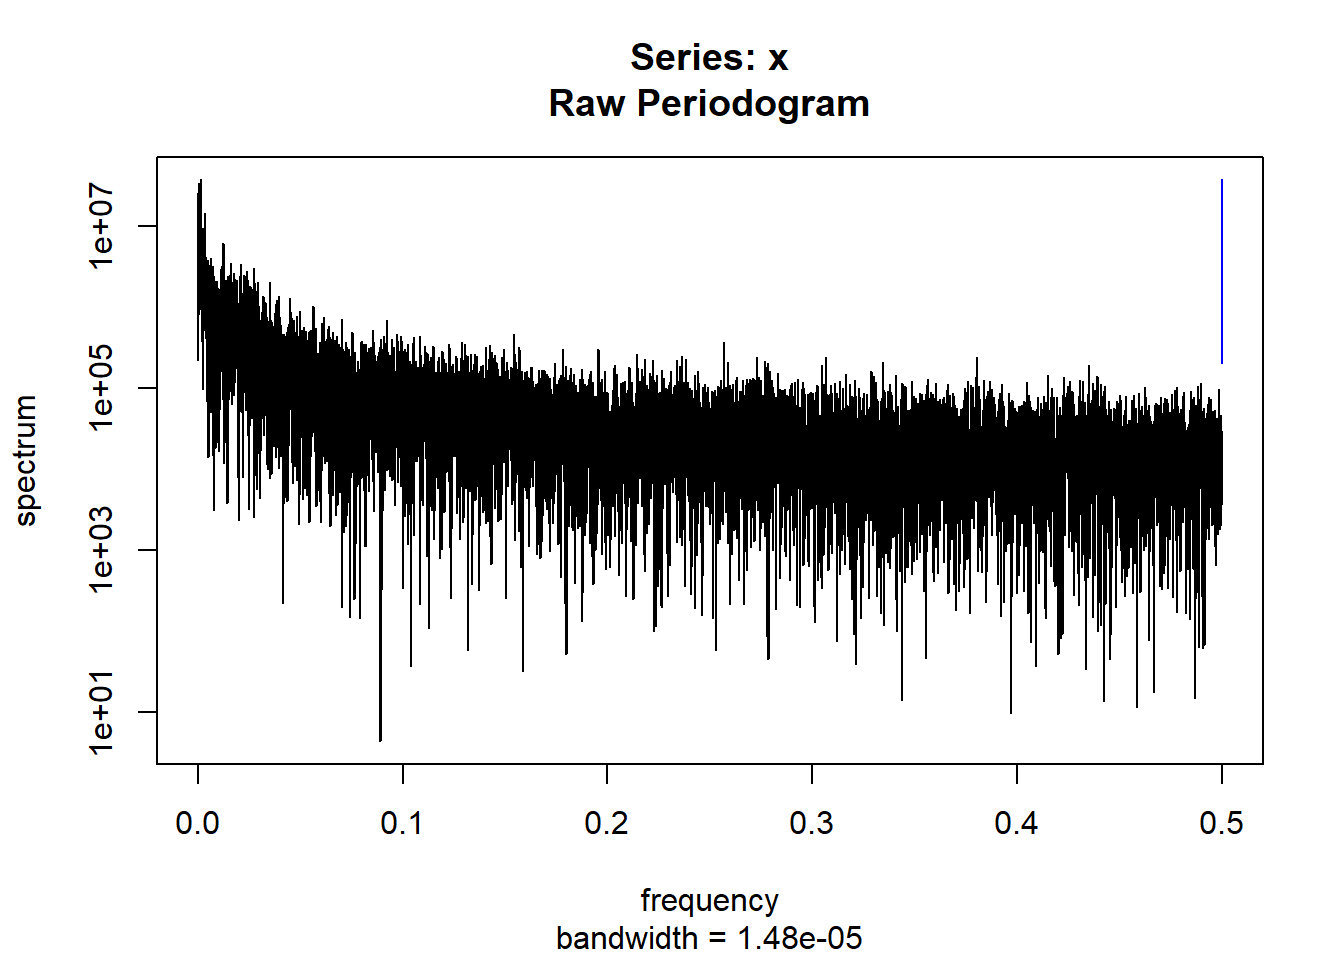 Series: x
Raw Periodogram
spectrum
1e+07
1e+05
1e+03
1e+01
0.0 0.1 0.2 0.3 0.4 0.5
frequency
bandwidth = 1.48e-05